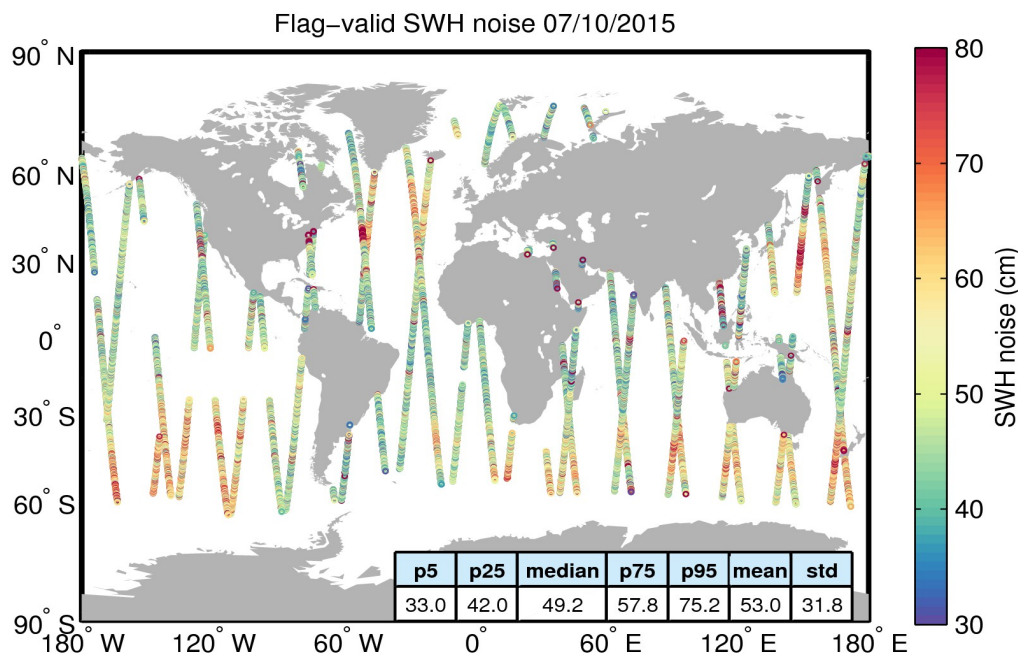 Flag−valid SWH noise 07/10/2015
90° N
60° N
30° N
0°
30° S
60° S
90° S
180° W
120° W
60° W
0°
60° E
120° E
180° E
80
70
60
50
40
30
SWH noise (cm)
p5 p25 median p75 p95 mean std
33.0 42.0 49.2 57.8 75.2 53.0 31.8